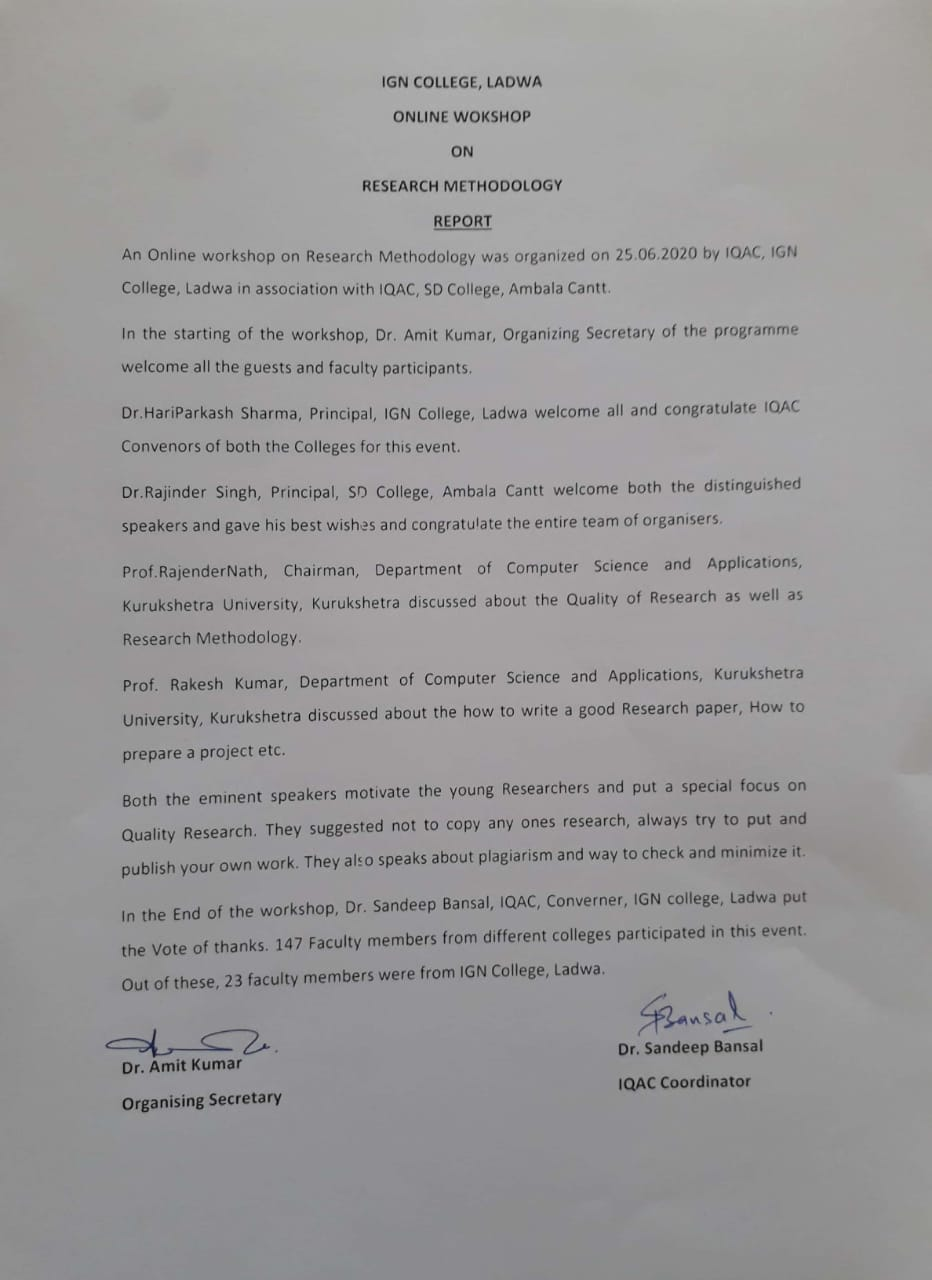 IGN COLLEGE, LADWA
ONLINE WOKSHOP
ON
RESEARCH METHODOLOGY
REPORT
An Online workshop on Research Methodology was organized on 25.06.2020 by IQAC, IGN
College, Ladwa in association with IQAC, SD College, Ambala Cantt.
In the starting of the workshop, Dr. Amit Kumar, Organizing Secretary of the programme
welcome all the guests and faculty participants.
Dr.HariParkash Sharma, Principal, IGN College, Ladwa welcome all and congratulate IQAC
Convenors of both the Colleges for this event.
Dr.Rajinder Singh, Principal, SD College, Ambala Cantt welcome both the distinguished
speakers and gave his best wishes and congratulate the entire team of organisers.
Prof.RajenderNath, Chairman, Department of Computer Science and Applications,
Kurukshetra University, Kurukshetra discussed about the Quality of Research as well as
Research Methodology.
Prof. Rakesh Kumar, Department of Computer Science and Applications, Kurukshetra
University, Kurukshetra discussed about the how to write a good Research paper, How to
prepare a project etc.
Both the eminent speakers motivate the young Researchers and put a special focus on
Quality Research. They suggested not to copy any ones research, always try to put and
publish your own work. They also speaks about plagiarism and way to check and minimize it.
In the End of the workshop, Dr. Sandeep Bansal, IQAC, Converner, IGN college, Ladwa put
the Vote of thanks. 147 Faculty members from different colleges participated in this event.
Out of these, 23 faculty members were from IGN College, Ladwa.
SBansal
Dr. Amit Kumar
Dr. Sandeep Bansal
Organising Secretary
IQAC Coordinator